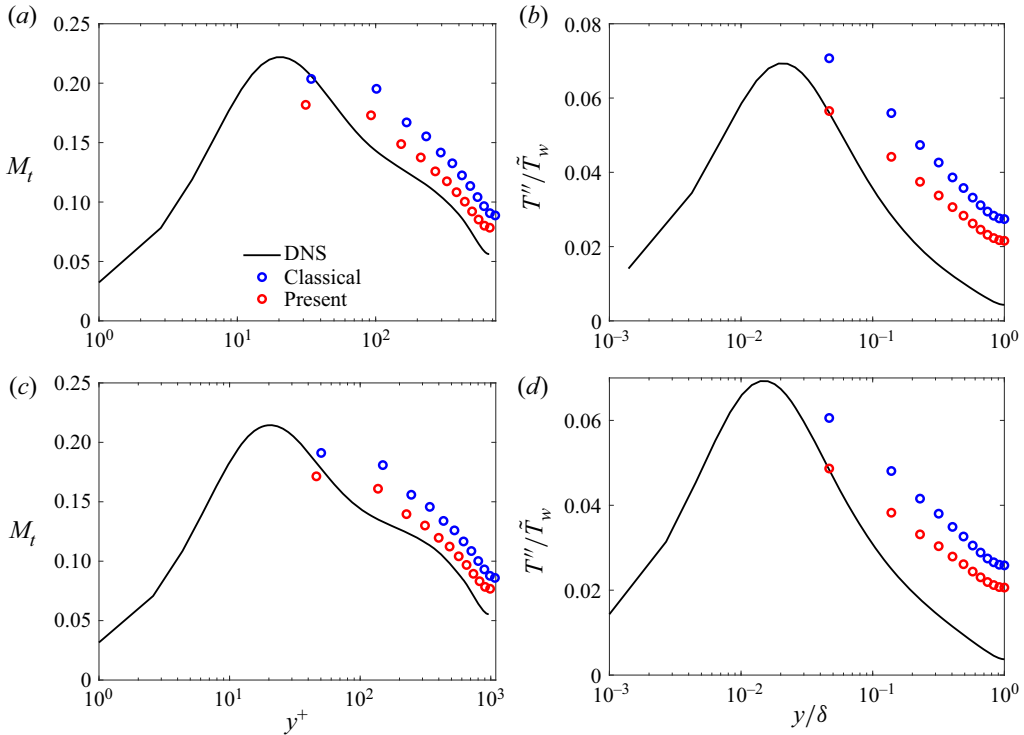 (a)
0.25
0.20
0.15
0.10
0.05
0
M_t
DNS
Classical
Present
10^0
10^1
10^2
(b)
0.08
0.06
0.04
0.02
0
T″/T̃_w
10^−3
10^−2
10^−1
10^0
(c)
0.25
0.20
0.15
0.10
0.05
0
M_t
10^0
10^1
10^2
10^3
y^+
(d)
0.06
0.04
0.02
0
T″/T̃_w
10^−3
10^−2
10^−1
10^0
y/δ